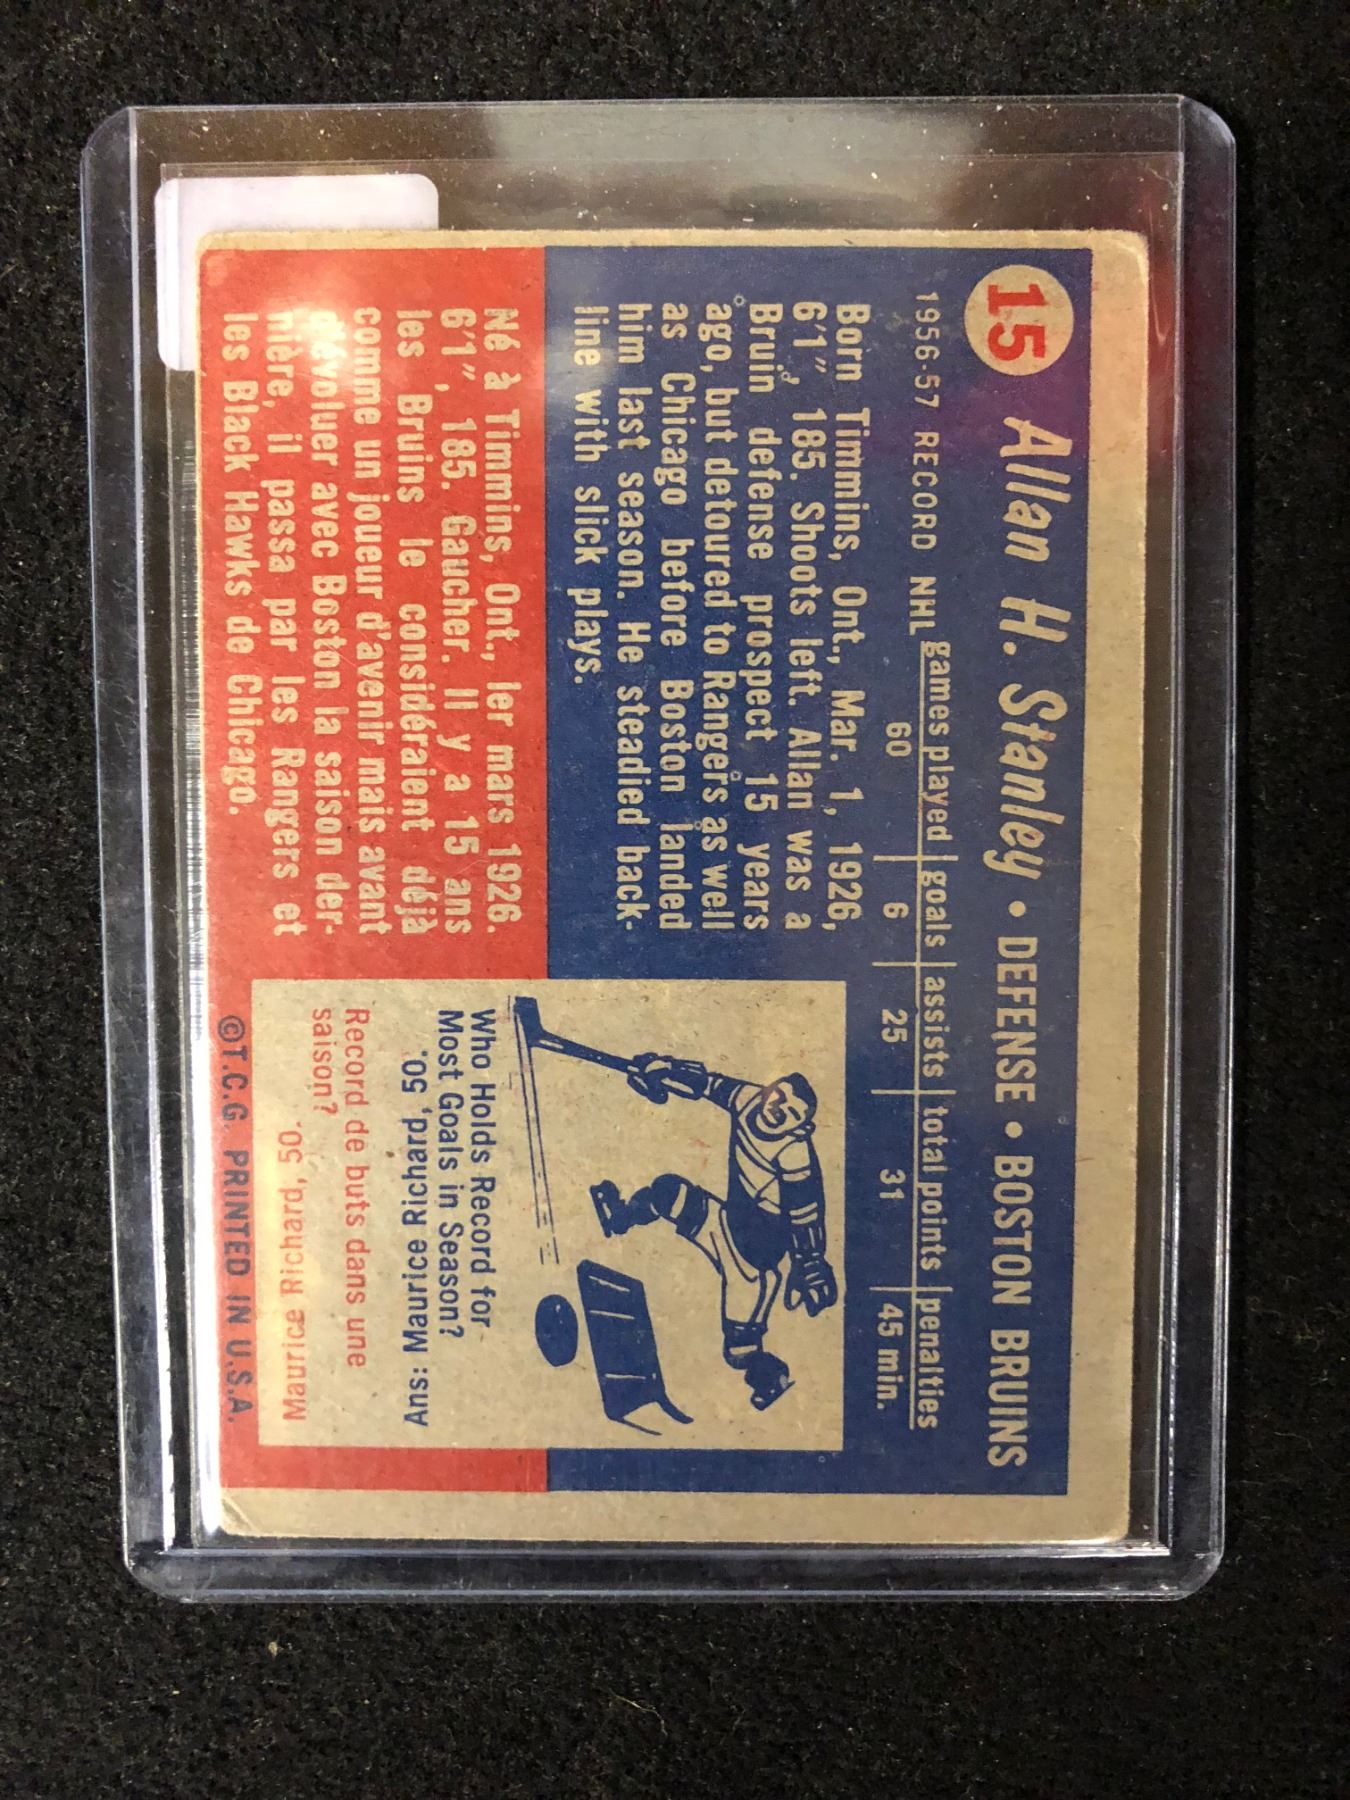 15 Allan H. Stanley • DEFENSE • BOSTON BRUINS
1956-57 RECORD NHL games played goals assists total points penalties
60 6 25 31 45 min.
Born Timmins, Ont., Mar. 1, 1926,
6'1", 185. Shoots left. Allan was a
Bruin defense prospect 15 years
ago, but detoured to Rangers as well
as Chicago before Boston landed
him last season. He steadied back-
line with slick plays.
Né à Timmins, Ont., ler mars 1926.
6'1", 185. Gaucher. Il y a 15 ans
les Bruins le considéraient déjà
comme un joueur d'avenir mais avant
d'évoluer avec Boston la saison der-
nière, il passa par les Rangers et
les Black Hawks de Chicago.
Who Holds Record for
Most Goals in Season?
Ans: Maurice Richard, 50.
Record de buts dans une
saison?
Maurice Richard, 50.
©T.C.G. PRINTED IN U.S.A.